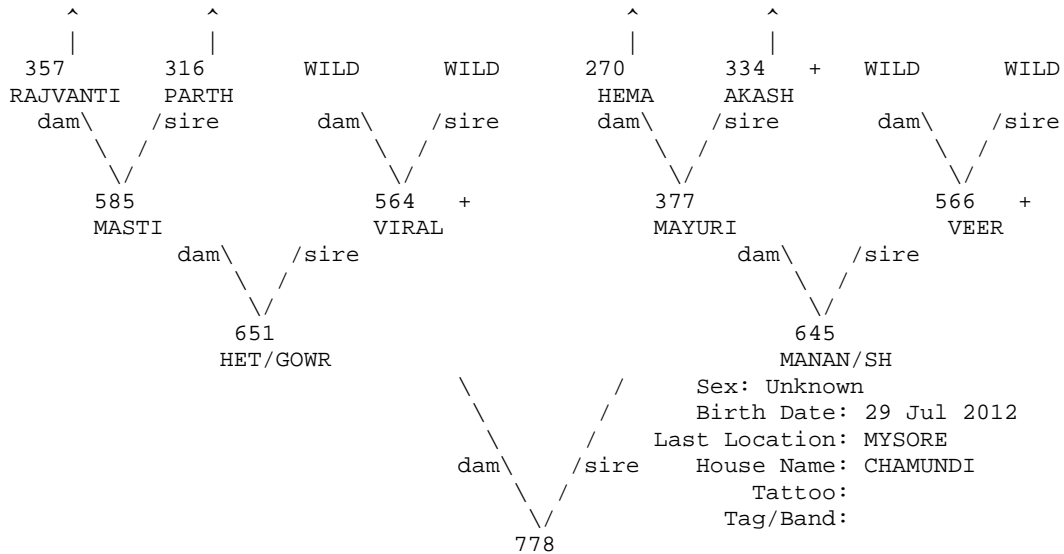 ^ ^ ^ ^
| | | |
357 316 WILD WILD 270 334 + WILD WILD
RAJVANTI PARTH HEMA AKASH
dam\ /sire dam\ /sire dam\ /sire dam\ /sire
\ / \ / \ / \ /
\ / \ / \ / \ /
\/ \/ \/ \/
585 564 + 377 566 +
MASTI VIRAL MAYURI VEER
dam\ /sire dam\ /sire
\ / \ /
\ / \ /
\/ \/
651 645
HET/GOWR MANAN/SH
\ / Sex: Unknown
\ / Birth Date: 29 Jul 2012
\ / Last Location: MYSORE
dam\ /sire House Name: CHAMUNDI
\ / Tattoo:
\/ Tag/Band:
778